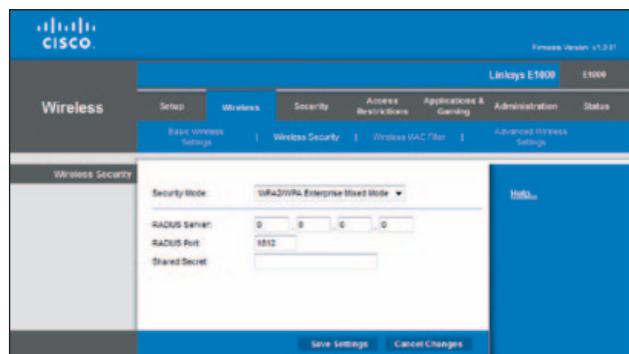 CISCO
Firmware Version: v1.0.01
Linksys E1000 E1000
Wireless
Setup Wireless Security Access Restrictions Applications & Gaming Administration Status
Basic Wireless Settings | Wireless Security | Wireless MAC Filter | Advanced Wireless Settings
Wireless Security
Security Mode: WPA2/WPA Enterprise Mixed Mode
Help...
RADIUS Server: 0 . 0 . 0 . 0
RADIUS Port: 1812
Shared Secret:
Save Settings Cancel Changes